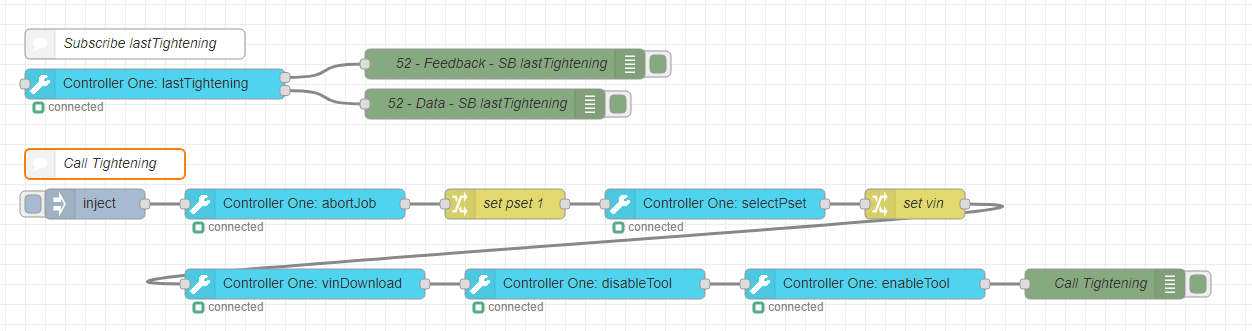 Subscribe lastTightening
52 - Feedback - SB lastTightening
Controller One: lastTightening
connected
52 - Data - SB lastTightening
Call Tightening
inject
Controller One: abortJob
set pset 1
Controller One: selectPset
set vin
connected
connected
Controller One: vinDownload
Controller One: disableTool
Controller One: enableTool
Call Tightening
connected
connected
connected